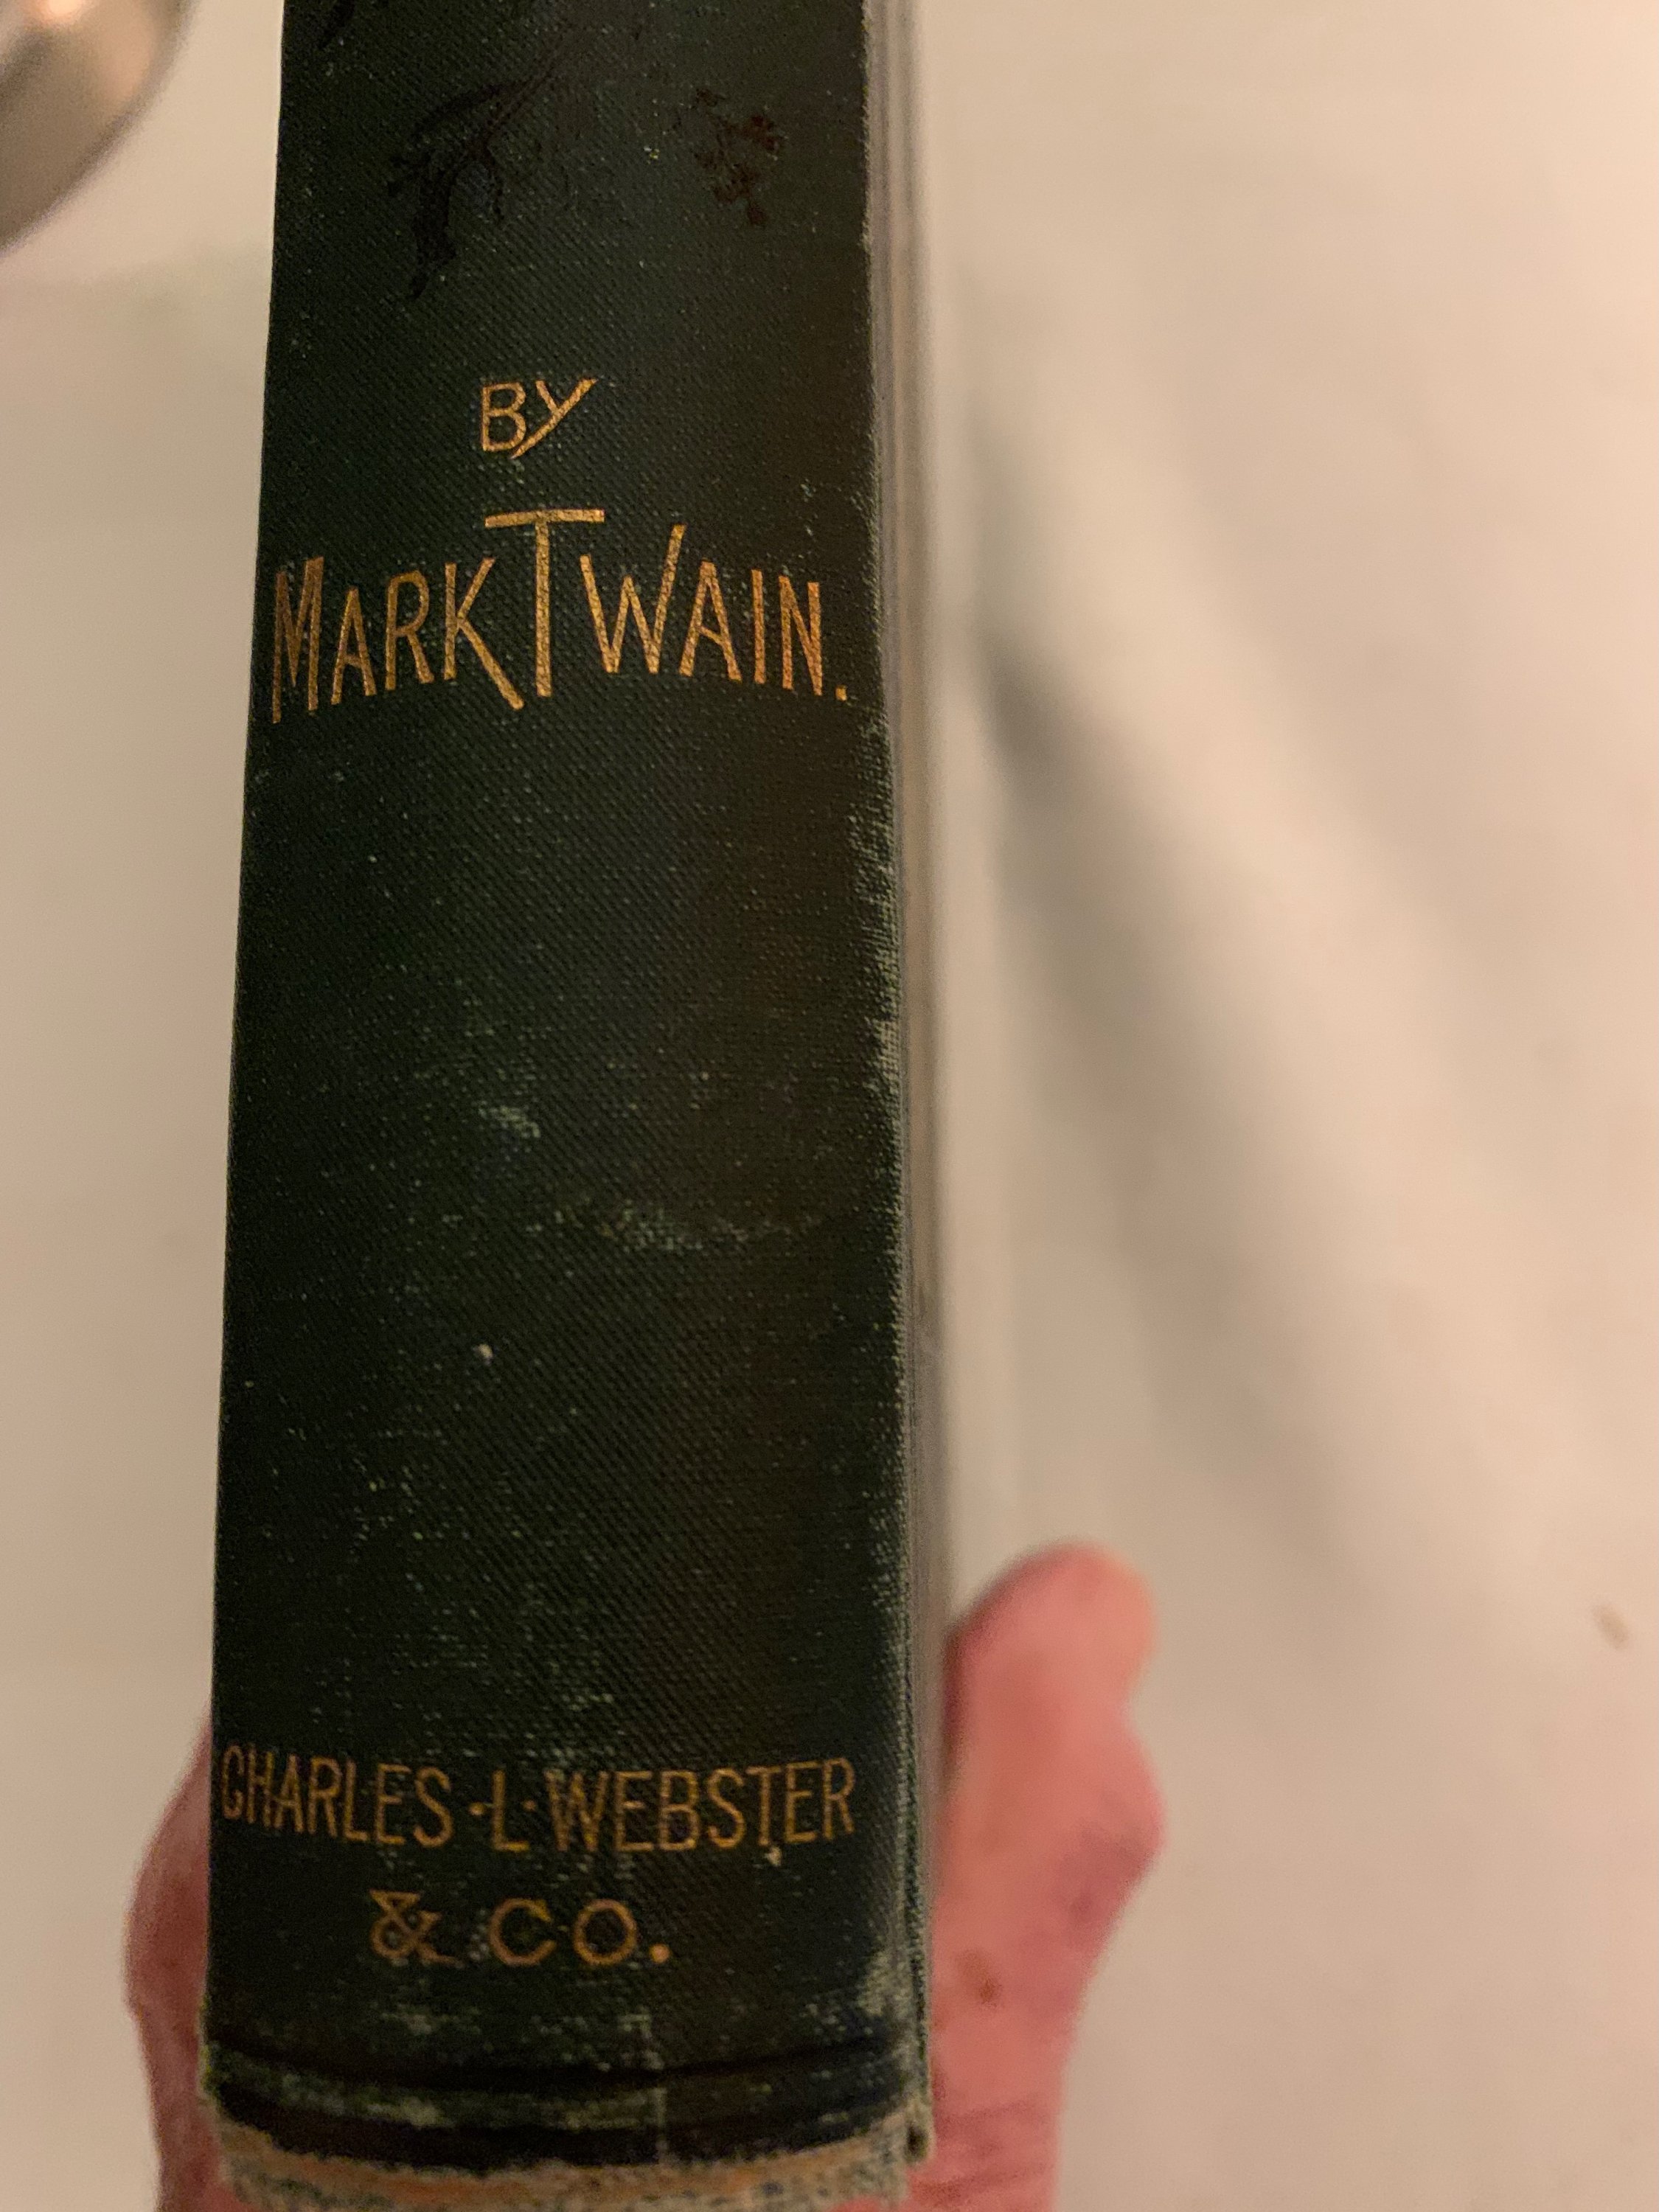 BY
MARK TWAIN.
CHARLES·L·WEBSTER
& CO.